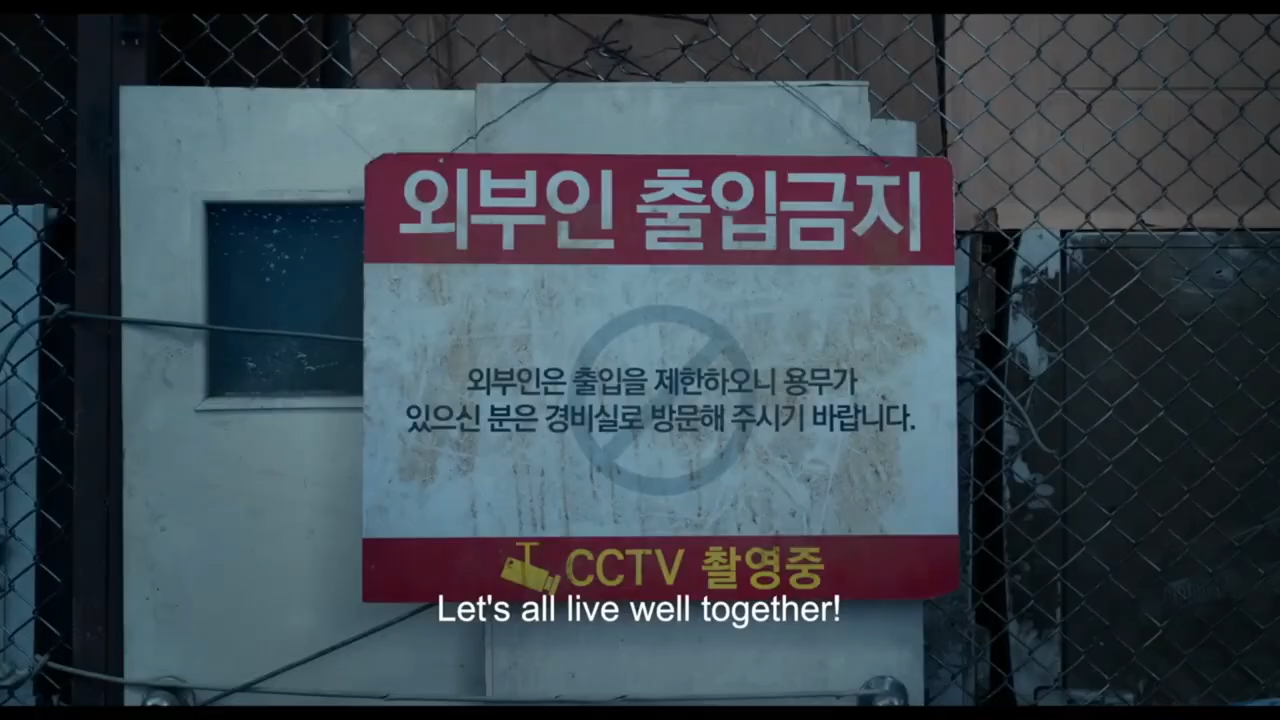 외부인 출입금지
외부인은 출입을 제한하오니 용무가
있으신 분은 경비실로 방문해 주시기 바랍니다.
CCTV 촬영중
Let's all live well together!